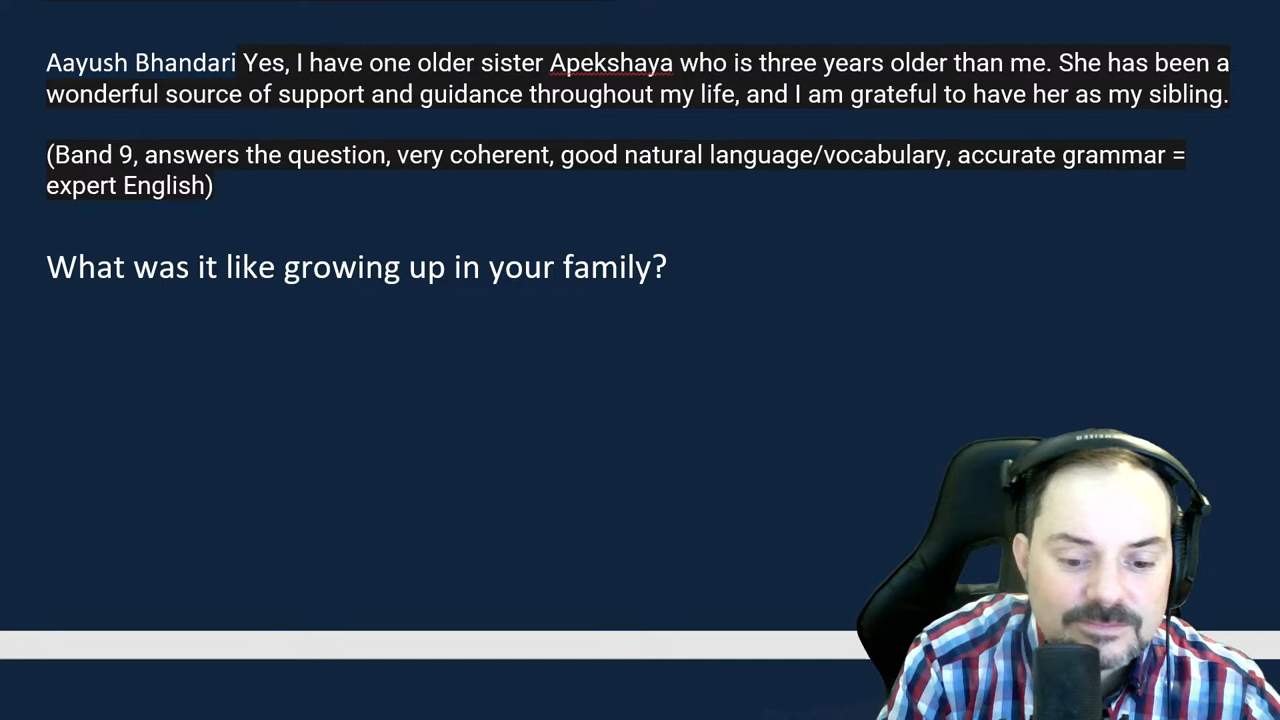 Aayush Bhandari Yes, I have one older sister Apekshaya who is three years older than me. She has been a
wonderful source of support and guidance throughout my life, and I am grateful to have her as my sibling.
(Band 9, answers the question, very coherent, good natural language/vocabulary, accurate grammar =
expert English)
What was it like growing up in your family?